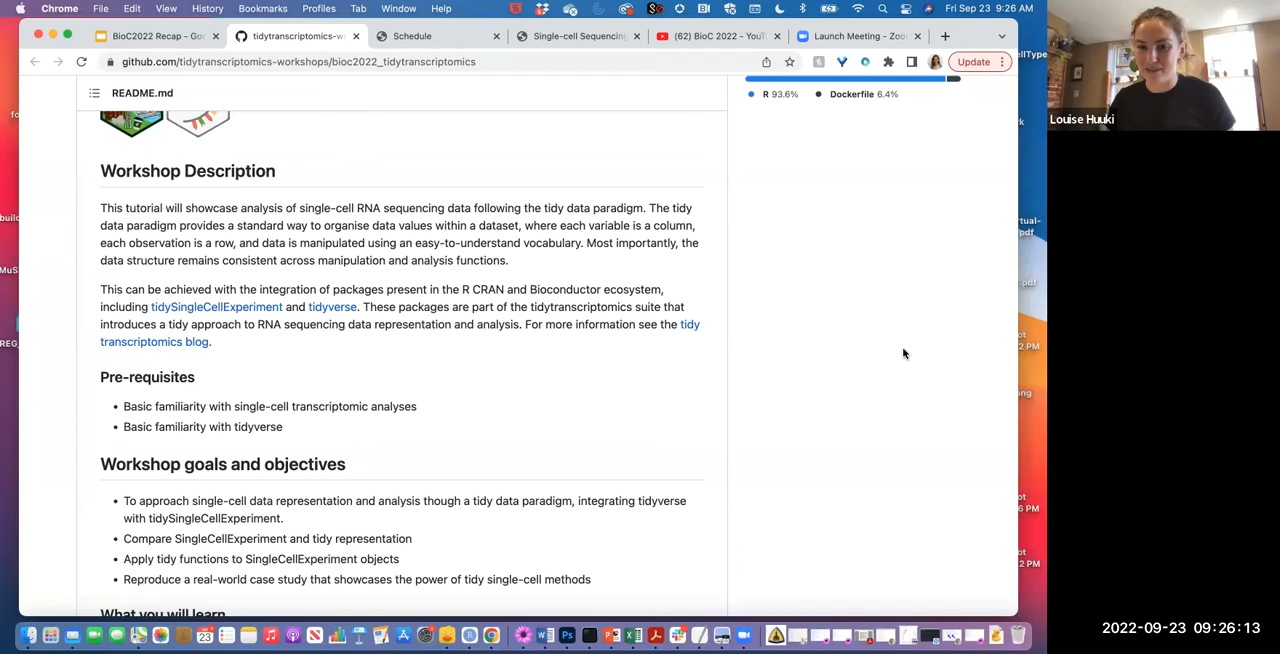 Chrome File Edit View History Bookmarks Profiles Tab Window Help Fri Sep 23 9:26 AM
BioC2022 Recap - Goo
tidytranscriptomics-w
Schedule
Single-cell Sequencing
(62) BioC 2022 - YouT
Launch Meeting - Zoo
github.com/tidytranscriptomics-workshops/bioc2022_tidytranscriptomics
Update
README.md
R 93.6% Dockerfile 6.4%
Workshop Description
This tutorial will showcase analysis of single-cell RNA sequencing data following the tidy data paradigm. The tidy
data paradigm provides a standard way to organise data values within a dataset, where each variable is a column,
each observation is a row, and data is manipulated using an easy-to-understand vocabulary. Most importantly, the
data structure remains consistent across manipulation and analysis functions.
This can be achieved with the integration of packages present in the R CRAN and Bioconductor ecosystem,
including tidySingleCellExperiment and tidyverse. These packages are part of the tidytranscriptomics suite that
introduces a tidy approach to RNA sequencing data representation and analysis. For more information see the tidy
transcriptomics blog.
Pre-requisites
• Basic familiarity with single-cell transcriptomic analyses
• Basic familiarity with tidyverse
Workshop goals and objectives
• To approach single-cell data representation and analysis though a tidy data paradigm, integrating tidyverse
with tidySingleCellExperiment.
• Compare SingleCellExperiment and tidy representation
• Apply tidy functions to SingleCellExperiment objects
• Reproduce a real-world case study that showcases the power of tidy single-cell methods
What you will learn
Louise Huuki
2022-09-23 09:26:13